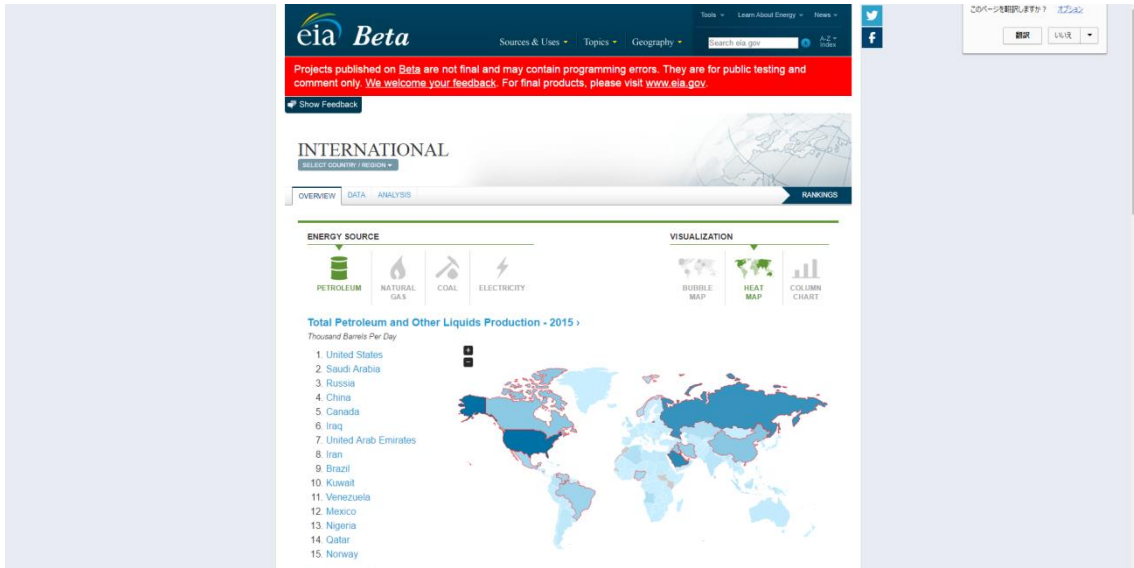 このページを翻訳しますか？ オプション
翻訳 いいえ
eia Beta
Tools Learn About Energy News
Sources & Uses Topics Geography
Search eia.gov
A-Z Index
Projects published on Beta are not final and may contain programming errors. They are for public testing and
comment only. We welcome your feedback. For final products, please visit www.eia.gov.
Show Feedback
INTERNATIONAL
SELECT COUNTRY / REGION
OVERVIEW DATA ANALYSIS RANKINGS
ENERGY SOURCE
PETROLEUM
NATURAL GAS
COAL
ELECTRICITY
VISUALIZATION
BUBBLE MAP
HEAT MAP
COLUMN CHART
Total Petroleum and Other Liquids Production - 2015 ›
Thousand Barrels Per Day
1. United States
2. Saudi Arabia
3. Russia
4. China
5. Canada
6. Iraq
7. United Arab Emirates
8. Iran
9. Brazil
10. Kuwait
11. Venezuela
12. Mexico
13. Nigeria
14. Qatar
15. Norway